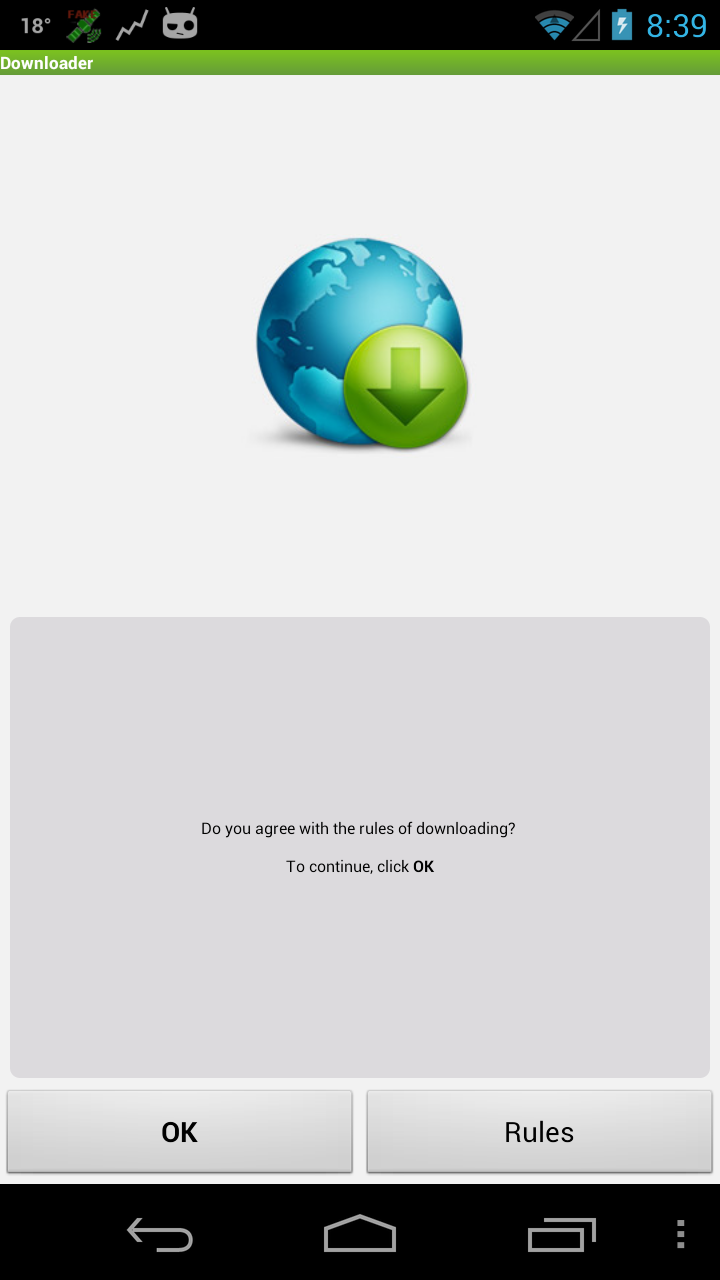 18°
FAKE
8:39
Downloader
Do you agree with the rules of downloading?
To continue, click OK
OK
Rules